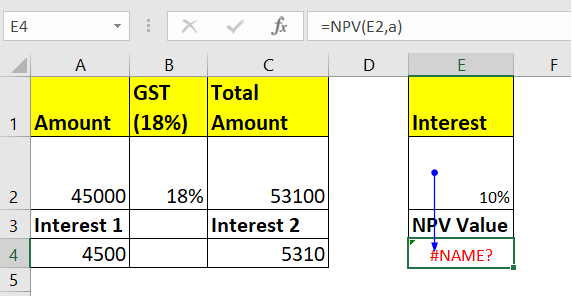 E4 fx =NPV(E2,a)
A B C D E F
GST Total
1 Amount (18%) Amount Interest
2 45000 18% 53100 10%
3 Interest 1 Interest 2 NPV Value
4 4500 5310 #NAME?
5